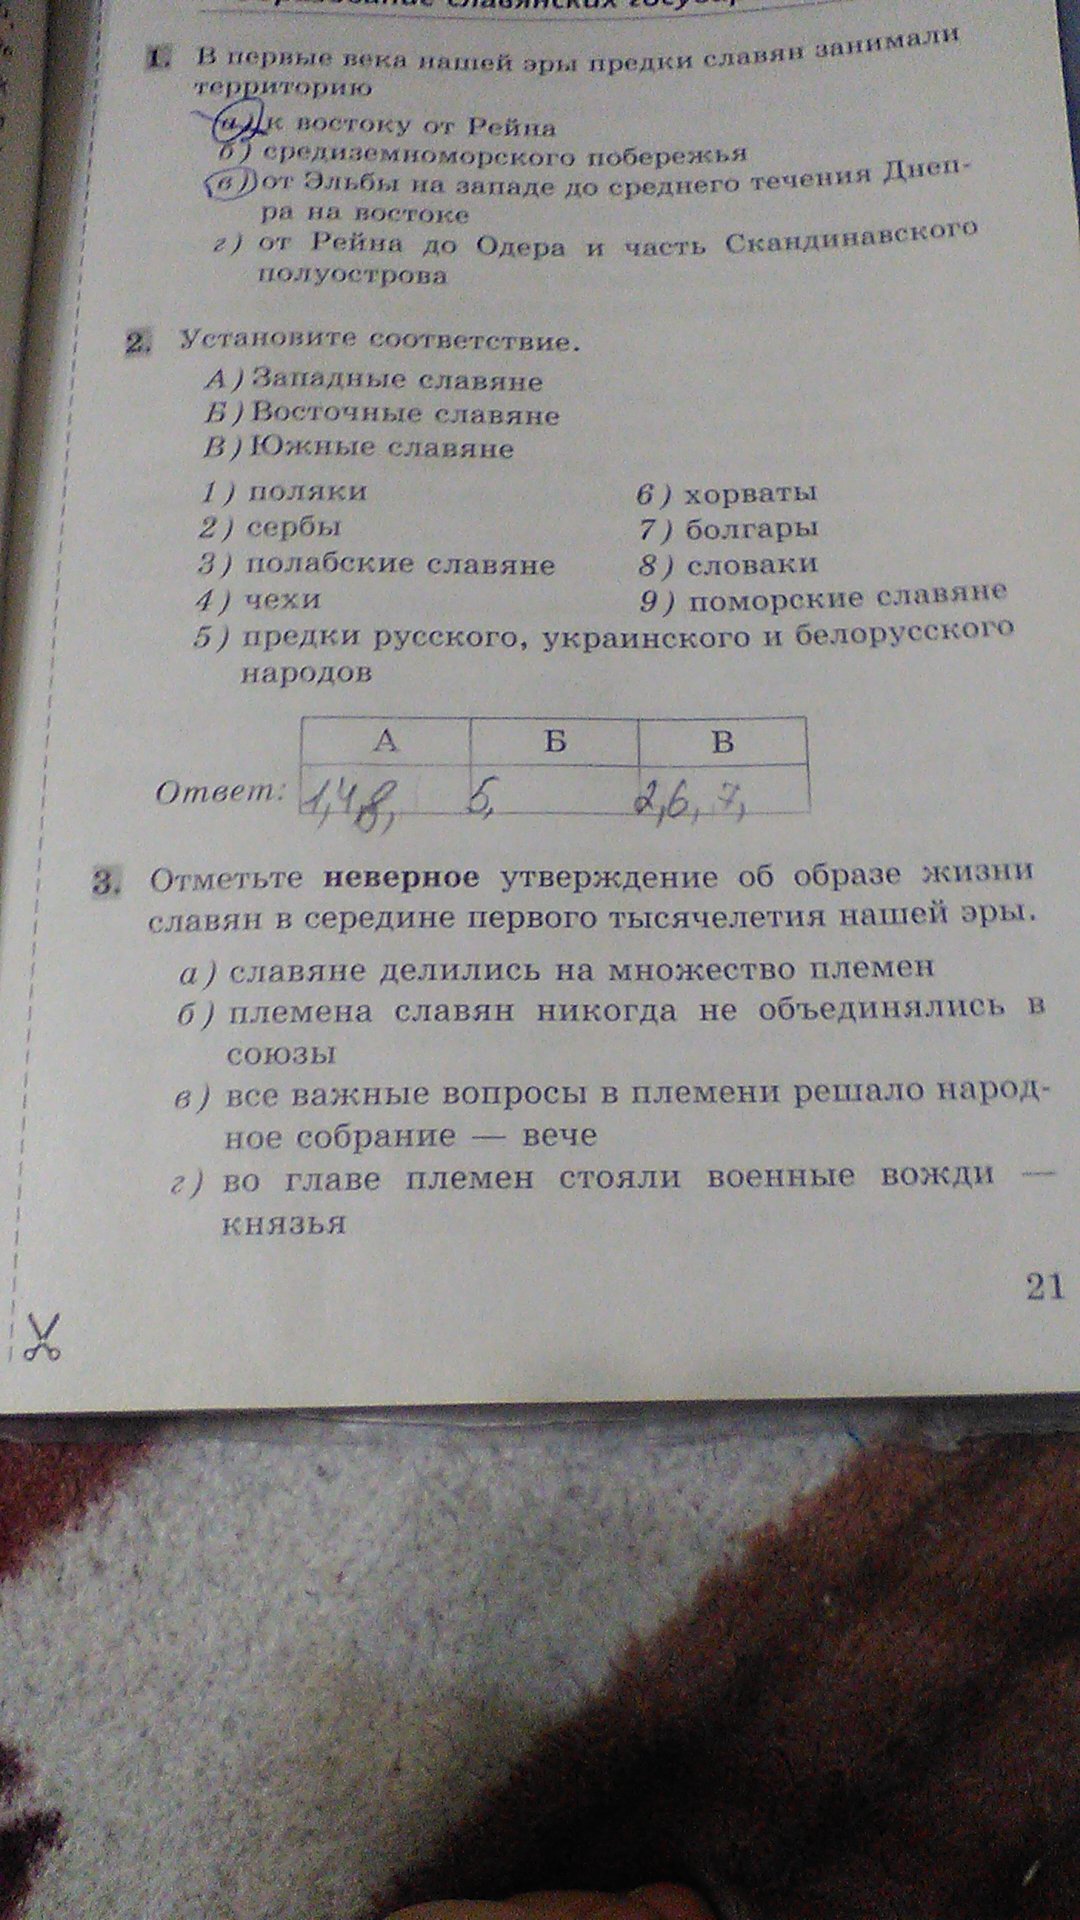 1. В первые века нашей эры предки славян занимали
территорию
а) к востоку от Рейна
б) средиземноморского побережья
в) от Эльбы на западе до среднего течения Днеп-
ра на востоке
г) от Рейна до Одера и часть Скандинавского
полуострова
2. Установите соответствие.
А) Западные славяне
Б) Восточные славяне
В) Южные славяне
1) поляки
2) сербы
3) полабские славяне
4) чехи
5) предки русского, украинского и белорусского
народов
6) хорваты
7) болгары
8) словаки
9) поморские славяне
А Б В
Ответ: 1,4,8, 5, 2,6,7,
3. Отметьте неверное утверждение об образе жизни
славян в середине первого тысячелетия нашей эры.
а) славяне делились на множество племен
б) племена славян никогда не объединялись в
союзы
в) все важные вопросы в племени решало народ-
ное собрание — вече
г) во главе племен стояли военные вожди —
князья
21